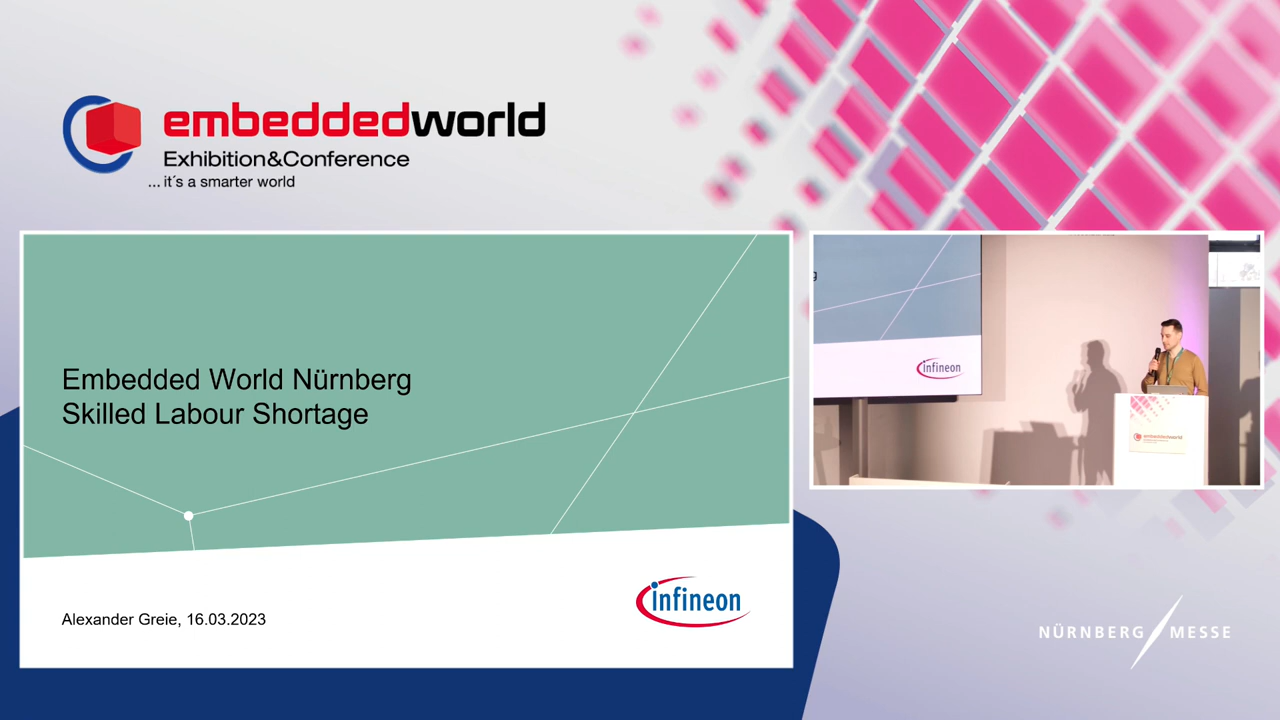 embeddedworld
Exhibition&Conference
... it´s a smarter world
Embedded World Nürnberg
Skilled Labour Shortage
Alexander Greie, 16.03.2023
infineon
g
infineon
embeddedworld
NÜRNBERG MESSE